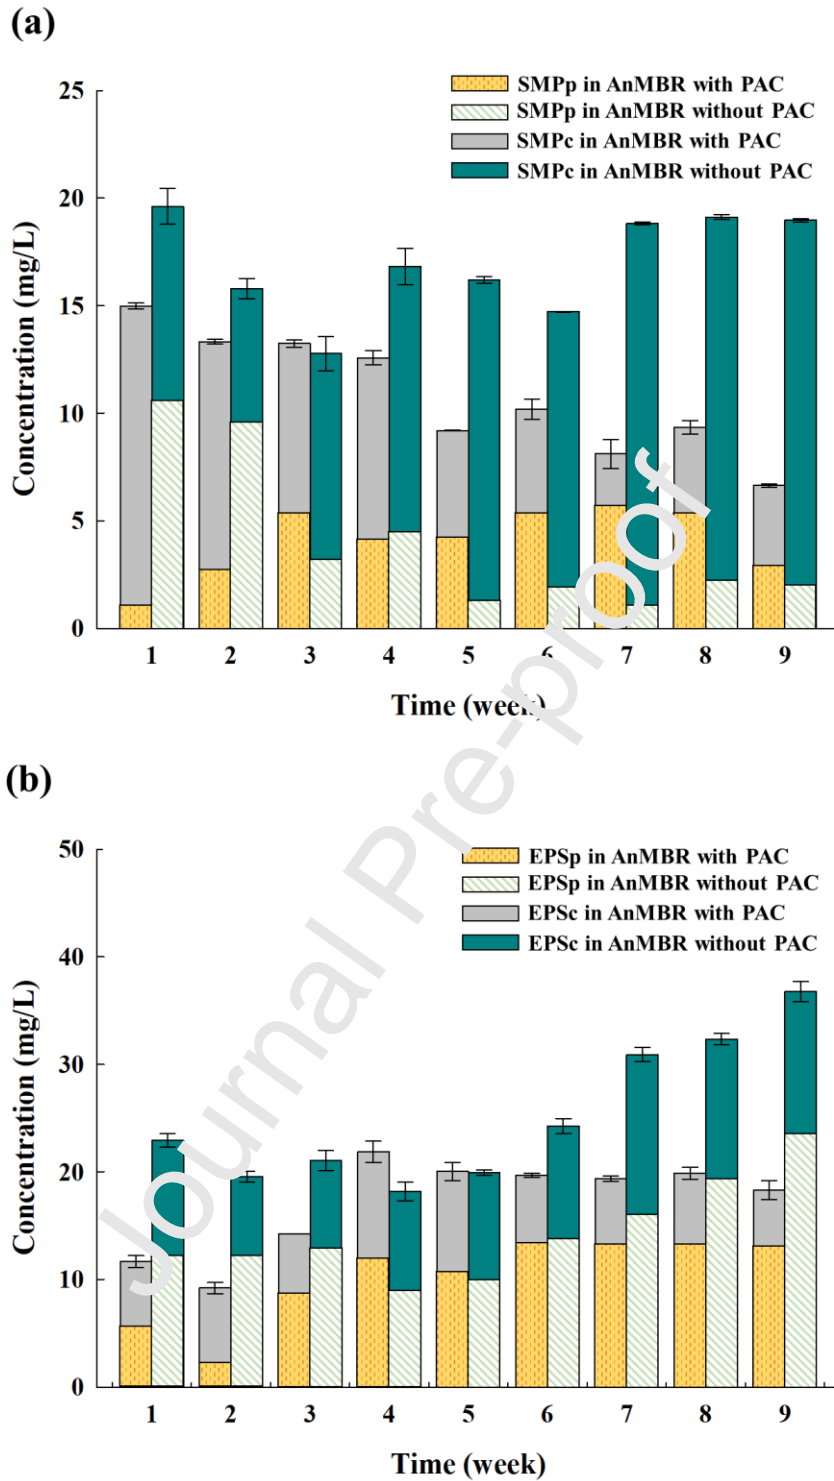 (a)
SMPp in AnMBR with PAC
SMPp in AnMBR without PAC
SMPc in AnMBR with PAC
SMPc in AnMBR without PAC
Concentration (mg/L)
25
20
15
10
5
0
1 2 3 4 5 6 7 8 9
Time (week)
(b)
EPSp in AnMBR with PAC
EPSp in AnMBR without PAC
EPSc in AnMBR with PAC
EPSc in AnMBR without PAC
Concentration (mg/L)
50
40
30
20
10
0
1 2 3 4 5 6 7 8 9
Time (week)
Journal Pre-proof